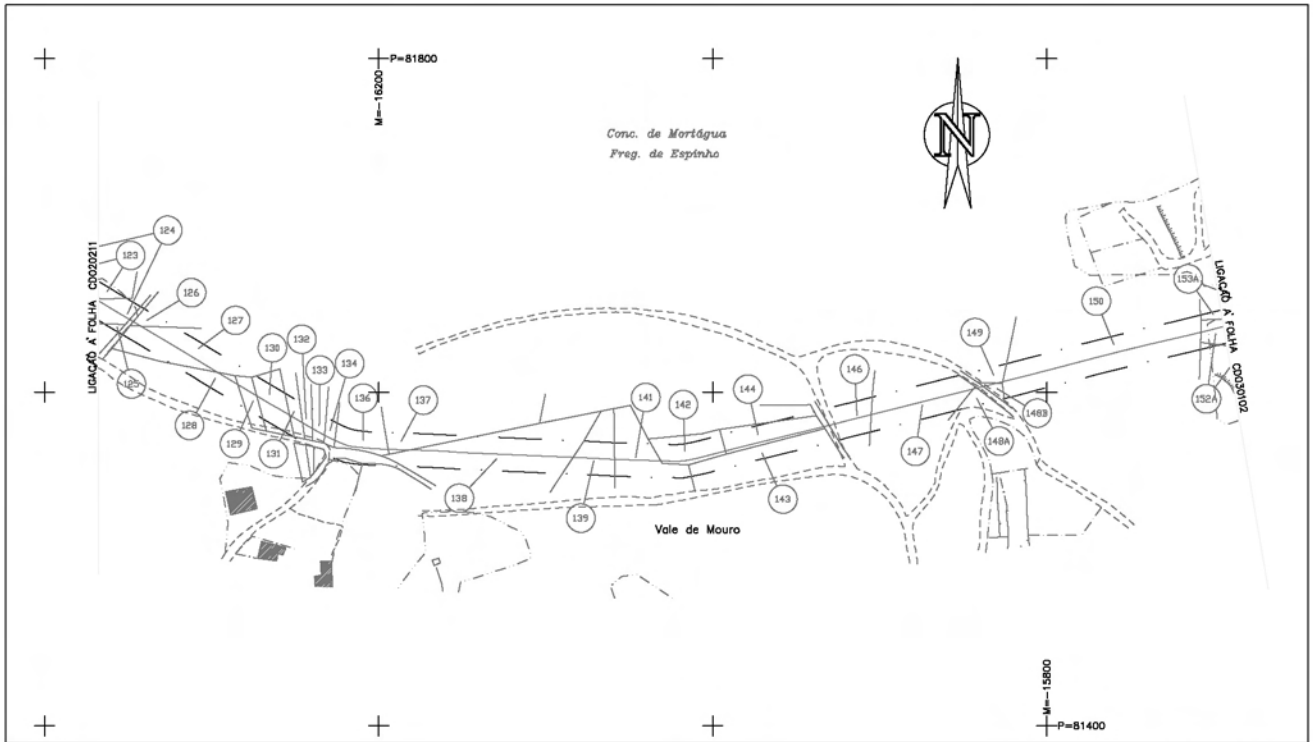 P=81800
M=-16200
Conc. de Mortágua
Freg. de Espinho
N
LIGAÇÃO À FOLHA CD020211
124
123
126
127
125
128
130
129
132
131
133
134
136
137
138
139
141
142
144
143
146
147
149
148B
148A
150
153A
152A
LIGAÇÃO À FOLHA CD030102
Vale de Mouro
M=-15800
P=81400